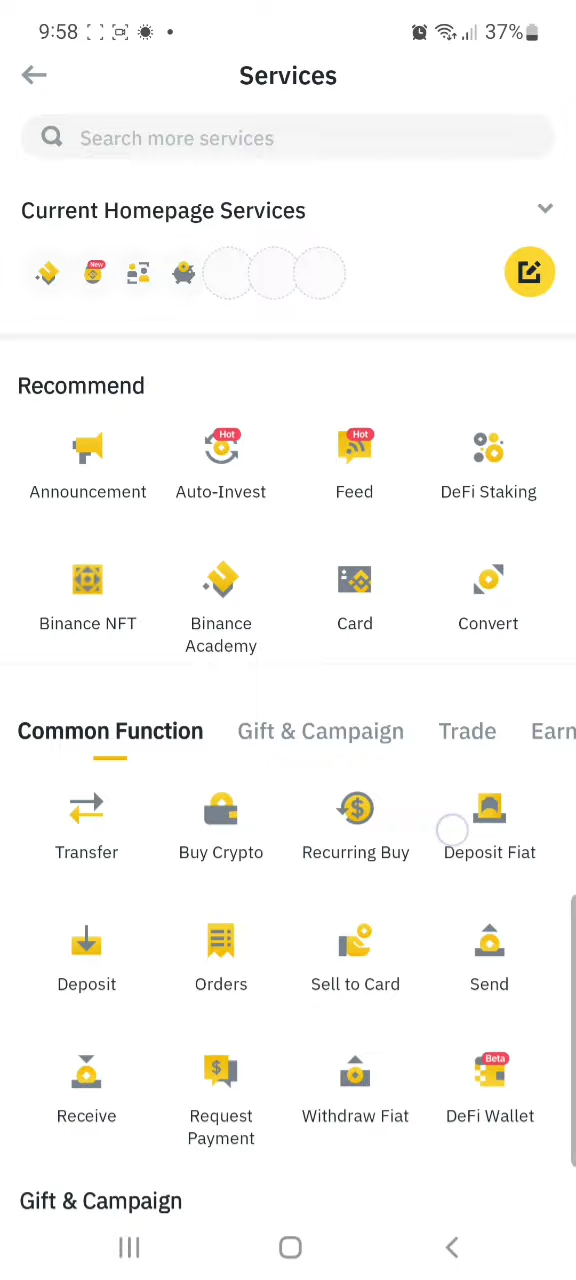 9:58 37%
Services
Search more services
Current Homepage Services
New
Recommend
Hot Hot
Announcement Auto-Invest Feed DeFi Staking
Binance NFT Binance Card Convert
Academy
Common Function Gift & Campaign Trade Earn
Transfer Buy Crypto Recurring Buy Deposit Fiat
Deposit Orders Sell to Card Send
Beta
Receive Request Withdraw Fiat DeFi Wallet
Payment
Gift & Campaign